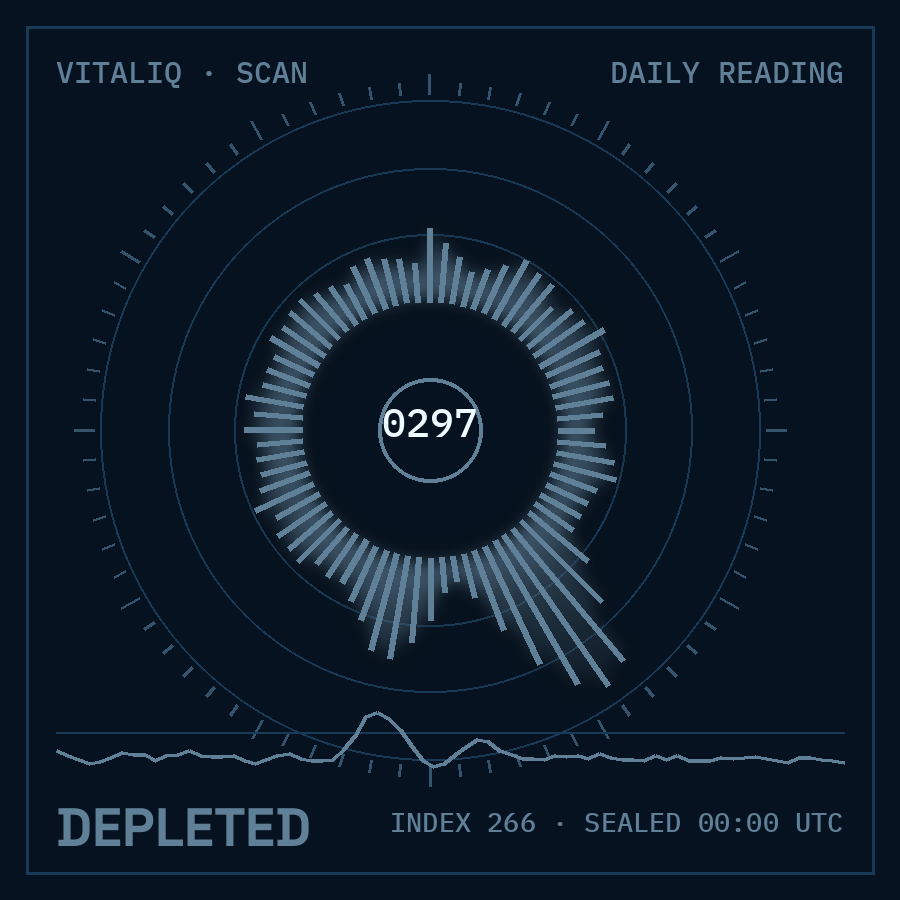 VITALIQ · SCAN
DAILY READING
0297
DEPLETED
INDEX 266 · SEALED 00:00 UTC